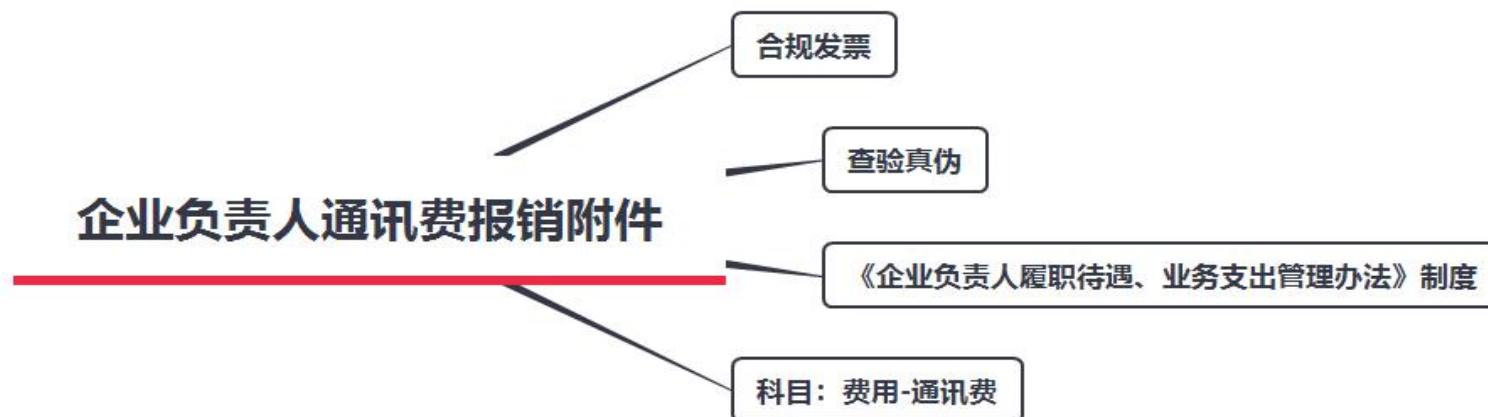 合规发票
查验真伪
企业负责人通讯费报销附件
《企业负责人履职待遇、业务支出管理办法》制度
科目：费用-通讯费